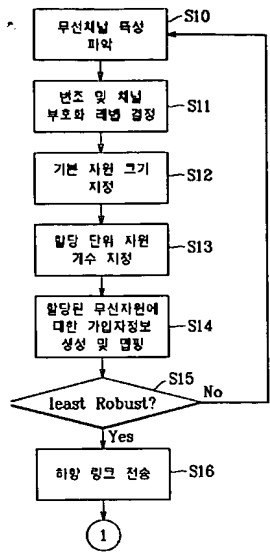 S10
무선채널 특성
파악
S11
변조 및 채널
부호화 레벨 결정
S12
기본 자원 크기
지정
S13
할당 단위 자원
개수 지정
S14
할당된 무선자원에
대한 가입자정보
생성 및 맵핑
S15
least Robust?
No
Yes
S16
하향 링크 전송
1